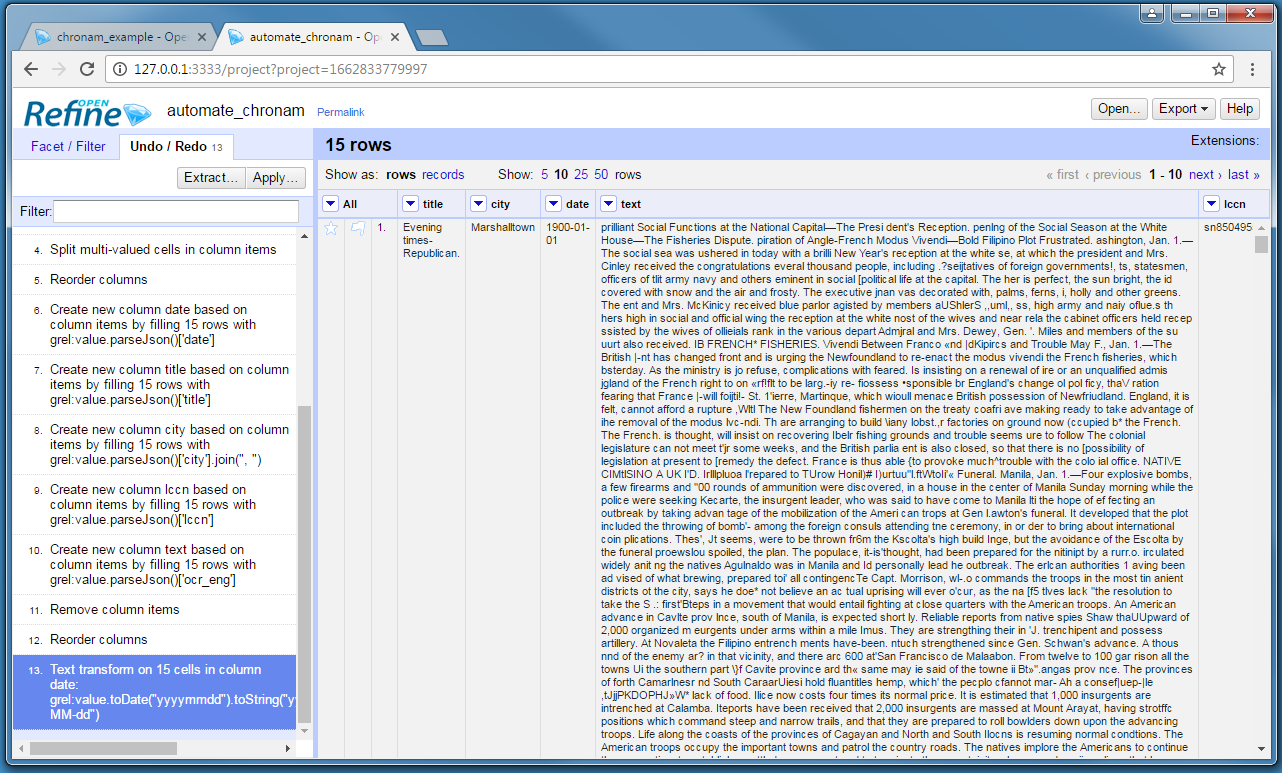 chronam_example - Ope
automate_chronam - Op
127.0.0.1:3333/project?project=1662833779997
OPEN
Refine
automate_chronam
Permalink
Open...
Export
Help
Facet / Filter
Undo / Redo 13
Extract...
Apply...
Filter:
4. Split multi-valued cells in column items
5. Reorder columns
6. Create new column date based on
column items by filling 15 rows with
grel:value.parseJson()['date']
7. Create new column title based on column
items by filling 15 rows with
grel:value.parseJson()['title']
8. Create new column city based on column
items by filling 15 rows with
grel:value.parseJson()['city'].join(", ")
9. Create new column lccn based on
column items by filling 15 rows with
grel:value.parseJson()['lccn']
10. Create new column text based on
column items by filling 15 rows with
grel:value.parseJson()['ocr_eng']
11. Remove column items
12. Reorder columns
13. Text transform on 15 cells in column
date:
grel:value.toDate("yyyymmdd").toString("y
MM-dd")
15 rows
Extensions:
Show as: rows records
Show: 5 10 25 50 rows
« first ‹ previous 1 - 10 next › last »
All
title
city
date
text
lccn
1.
Evening
times-
Republican.
Marshalltown
1900-01-
01
prilliant Social Functions at the National Capital—The Presi dent's Reception. penlng of the Social Season at the White
House—The Fisheries Dispute. piration of Angle-French Modus \ivendi—Bold Filipino Plot Frustrated. ashington, Jan. 1.—
The social sea was ushered in today with a brilli New Year's reception at the white se, at which the president and Mrs.
Cinley received the congratulations everal thousand people, including .?seijtatives of foreign governments!, ts, statesmen,
officers of tlit army navy and others eminent in social [political life at the capital. The her is perfect, the sun bright, the id
covered with snow and the air and frosty. The executive jnan vas decorated with, palms, ferns, i, holly and other greens.
The ent and Mrs. McKinicy received blue parlor agisted by members aUShlerS ,,uml,, ss, high army and naiy oflue.s th
hers high in social and official wing the reception at the white nost of the wives and near rela the cabinet officers held recep
ssisted by the wives of ollieials rank in the various depart Admjral and Mrs. Dewey, Gen. '. Miles and members of the su
uurt also received. IB FRENCH* FISHERIES. \ivendi Between Franco «nd |dKipircs and Trouble May F., Jan. 1.—The
British |-nt has changed front and is urging the Newfoundland to re-enact the modus vivendi the French fisheries, which
bsterday. As the ministry is jo refuse, complications with feared. Is insisting on a renewal of ire or an unqualified admis
jgland of the French right to on «rf!flt to be larg.-iy re- fiossess •sponsible br England's change ol pol ficy, tha\/ ration
fearing that France |-will foijti!- St. 1'ierre, Martinque, which wioull menace British possession of Newfriudland. England, it is
felt, cannot afford a rupture ,Wltl The New Foundland fishermen on the treaty coafri ave making ready to take advantage of
ihe removal of the modus lvc-ndi. Th are arranging to build \iany lobst.,r factories on ground now (ccupied b* the French.
The French. is thought, will insist on recovering Ibelr fishing grounds and trouble seems ure to follow The colonial
legislature can not meet t'jr some weeks, and the British parlia ent is also closed, so that there is no [possibility of
legislation at present to [remedy the defect. France is thus able {to provoke much^trouble with the colo ial office. NATIVE
CIMtlSINO A UK I'D. Irlllpluoa I'repared to TUrow Honil)# I)urtuu"l.ftWtoli'« Funeral. Manila, Jan. 1.—Four explosive bombs,
a few firearms and "00 rounds of ammunition were discovered, in a house in the center of Manila Sunday morning while the
police were seeking Kecarte, the insurgent leader, who was said to have come to Manila lti the hope of ef fecting an
outbreak by taking advan tage of the mobilization of the Ameri can trops at Gen l.awton's funeral. It developed that the plot
included the throwing of bomb'- among the foreign consuls attending the ceremony, in or der to bring about international
coin plications. Thes', Jt seems, were to be thrown fr6m the Kscolta's high build Inge, but the avoidance of the Escolta by
the funeral proewslou spoiled, the plan. The populace, it-is'thought, had been prepared for the nitinipt by a rurr.o. irculated
widely anit ng the natives Agulnaldo was in Manila and ld personally lead he outbreak. The erlcan authorities 1 aving been
ad vised of what brewing, prepared toi' all contingencTe Capt. Morrison, wl-.o commands the troops in the most tin anient
districts ot the city, says he doe* not believe an ac tual uprising will ever o'cur, as the na [f5 tlves lack "the resolution to
take the S .: first'Bteps in a movement that would entail fighting at close quarters with the American troops. An American
advance in Cavlte prov Ince, south of Manila, is expected short ly. Reliable reports from native spies Shaw thaUUpward of
2,000 organized m eurgents under arms within a mile Imus. They are strengthing their in 'J. trenchipent and possess
artillery. At Novaleta the Filipino entrench ments have-been. ntuch strengthened since Gen. Schwan's advance. A thous
nnd of the enemy ar? in that vicinity, and there arc 600 at'San Francisco de Malaabon. From twelve to 100 gar rison all the
towns Ui the southern part \}f Cavite province ard th« same may ie said of the towne ii Bt»".angas prov nce. The provinces
of forth Camarlnesr nd South CaraarUiesi hold fluantitles hemp, which' the pecplo cfannot mar- Ah a consef|uep-|le
,tJjjPKDOPHJ»W* lack of food. Ilice now costs four times its normal price. It is estimated that 1,000 insurgents are
intrenched at Calamba. Iteports have been received that 2,000 insurgents are massed at Mount Arayat, having strotffc
positions which command steep and narrow trails, and that they are prepared to roll bowlders down upon the advancing
troops. Life along the coasts of the provinces of Cagayan and North and South Ilocns is resuming normal condtions. The
American troops occupy the important towns and patrol the country roads. The natives implore the Americans to continue
sn850495